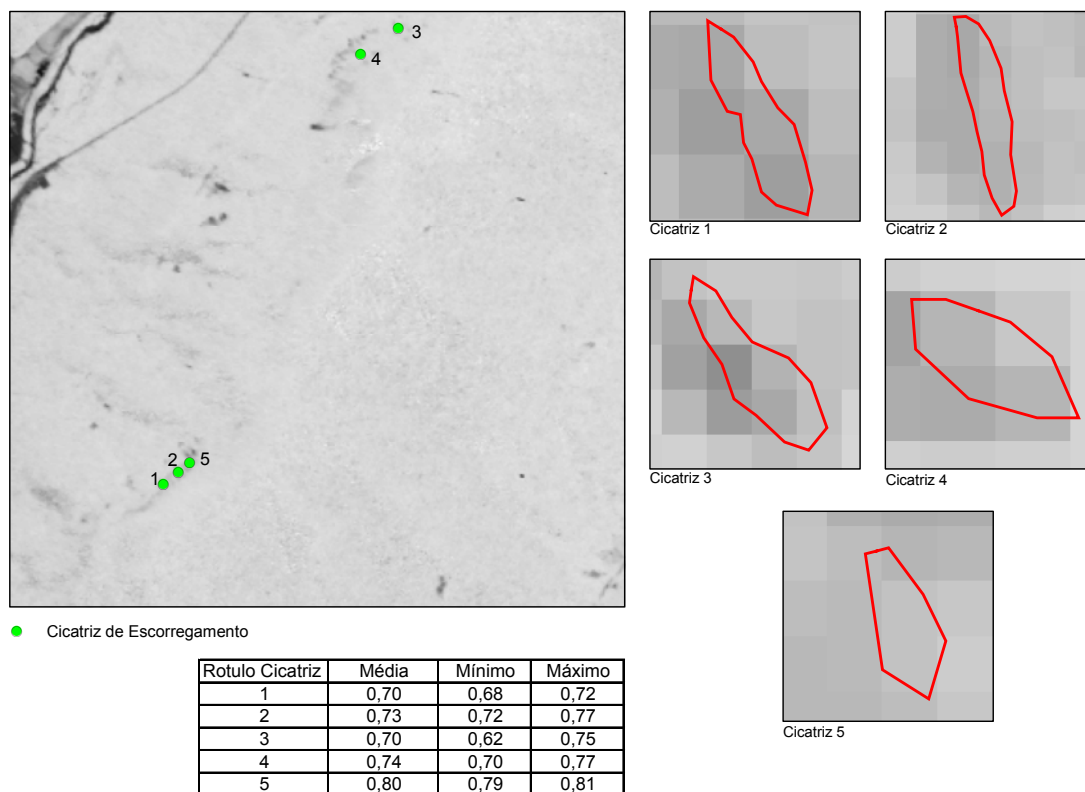 3
4
2
5
1
Cicatriz 1
Cicatriz 2
Cicatriz 3
Cicatriz 4
Cicatriz 5
Cicatriz de Escorregamento
Rotulo Cicatriz Média Mínimo Máximo
1 0,70 0,68 0,72
2 0,73 0,72 0,77
3 0,70 0,62 0,75
4 0,74 0,70 0,77
5 0,80 0,79 0,81